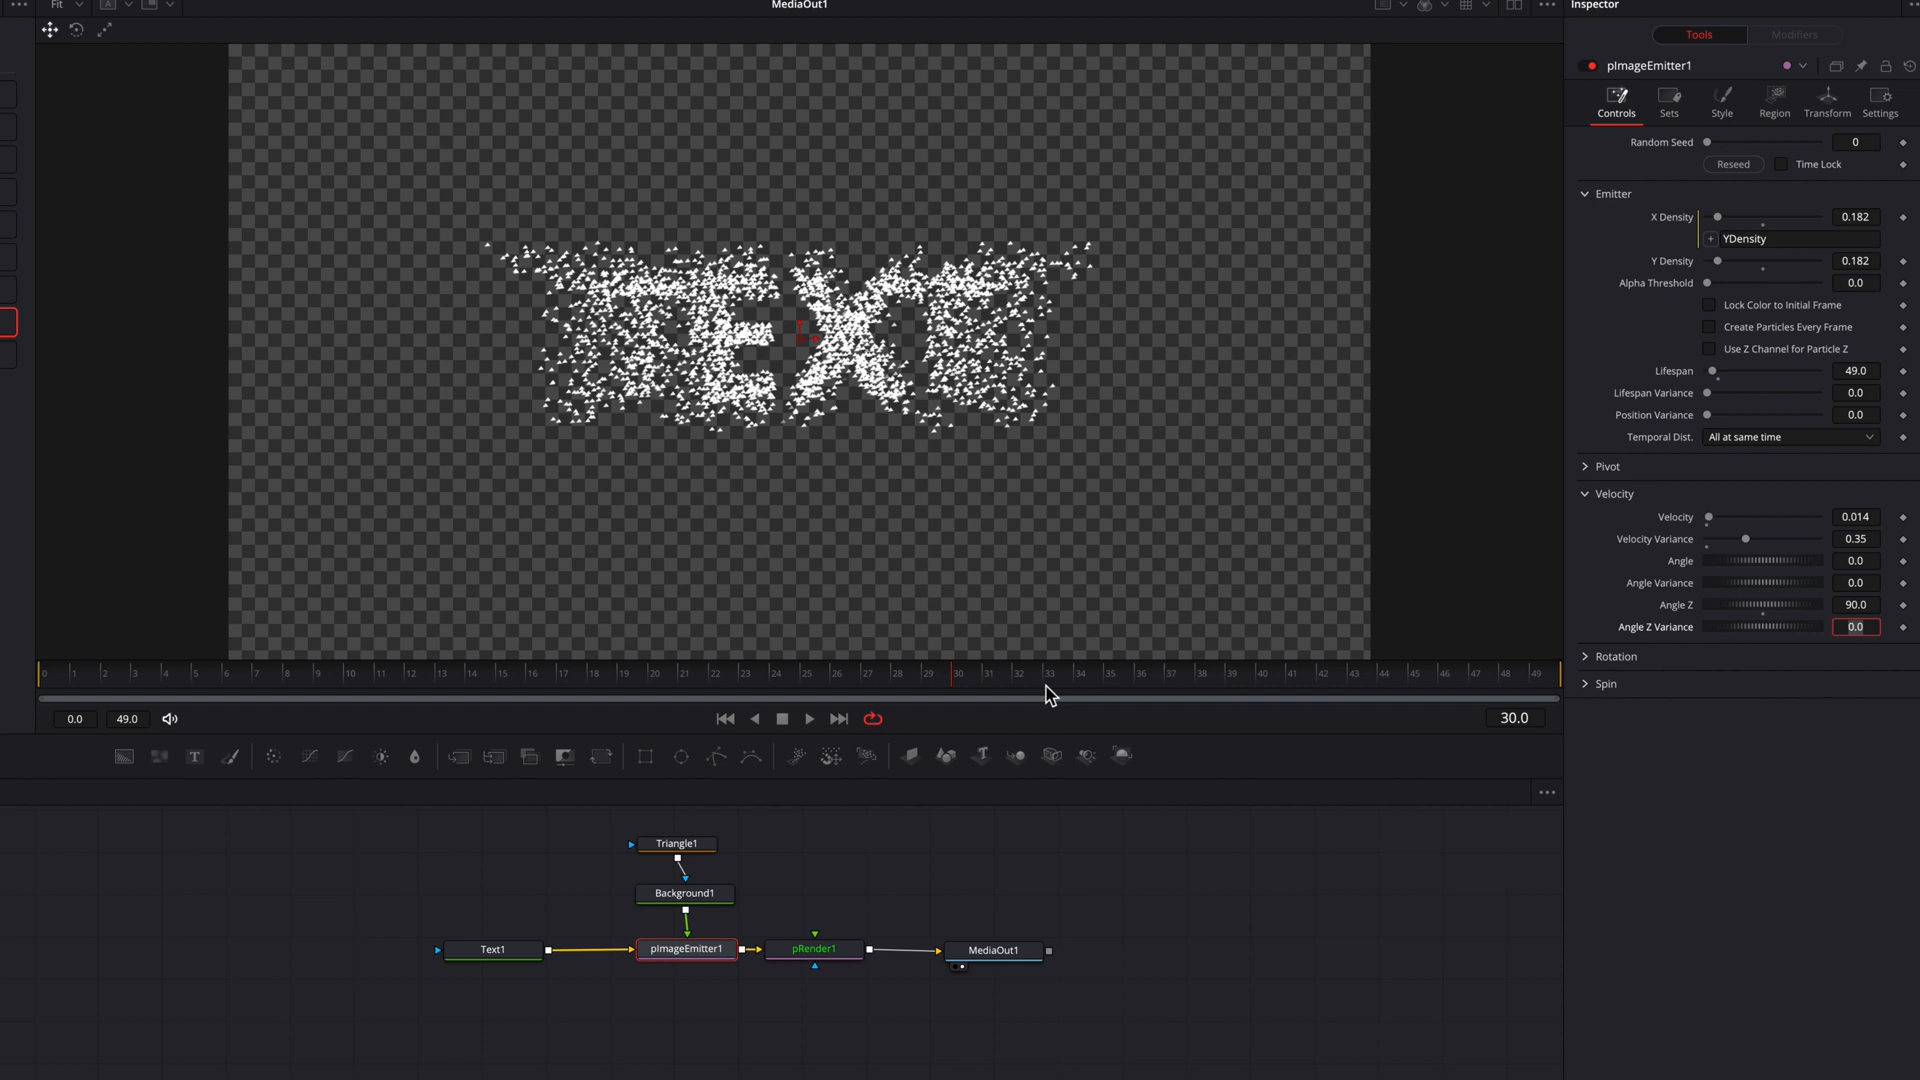 Fit
A
MediaOut1
Inspector
Tools
Modifiers
pImageEmitter1
Controls
Sets
Style
Region
Transform
Settings
Random Seed
0
Reseed
Time Lock
Emitter
X Density
0.182
+
YDensity
Y Density
0.182
Alpha Threshold
0.0
Lock Color to Initial Frame
Create Particles Every Frame
Use Z Channel for Particle Z
Lifespan
49.0
Lifespan Variance
0.0
Position Variance
0.0
Temporal Dist.
All at same time
Pivot
Velocity
Velocity
0.014
Velocity Variance
0.35
Angle
0.0
Angle Variance
0.0
Angle Z
90.0
Angle Z Variance
0.0
Rotation
Spin
TEXT
0 1 2 3 4 5 6 7 8 9 10 11 12 13 14 15 16 17 18 19 20 21 22 23 24 25 26 27 28 29 30 31 32 33 34 35 36 37 38 39 40 41 42 43 44 45 46 47 48 49
0.0
49.0
30.0
T
T
Triangle1
Background1
Text1
pImageEmitter1
pRender1
MediaOut1